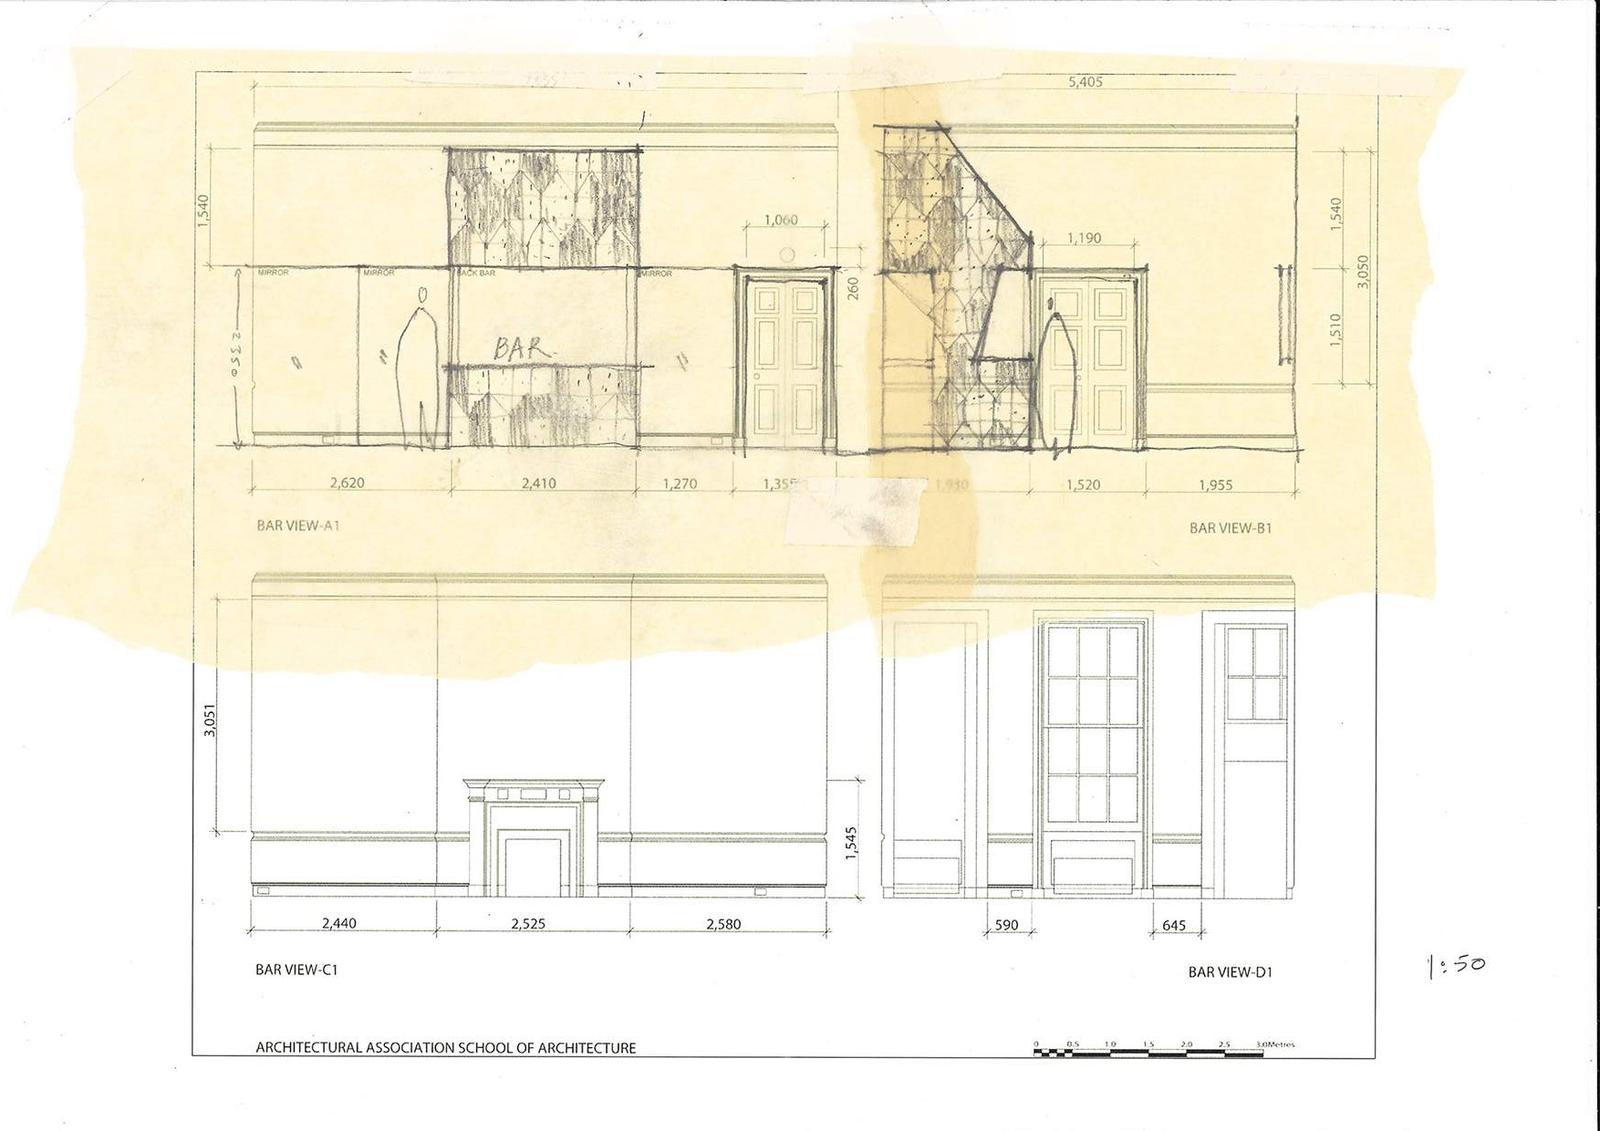 5,405
1,540
1,060
1,190
1,540
MIRROR
MIRROR
BACK BAR
MIRROR
260
3,050
1,510
BAR
2350
2,620
2,410
1,270
1,355
1,930
1,520
1,955
BAR VIEW-A1
BAR VIEW-B1
3,051
1,545
2,440
2,525
2,580
590
645
BAR VIEW-C1
BAR VIEW-D1
1:50
ARCHITECTURAL ASSOCIATION SCHOOL OF ARCHITECTURE
0 0.5 1.0 1.5 2.0 2.5 3.0Metres